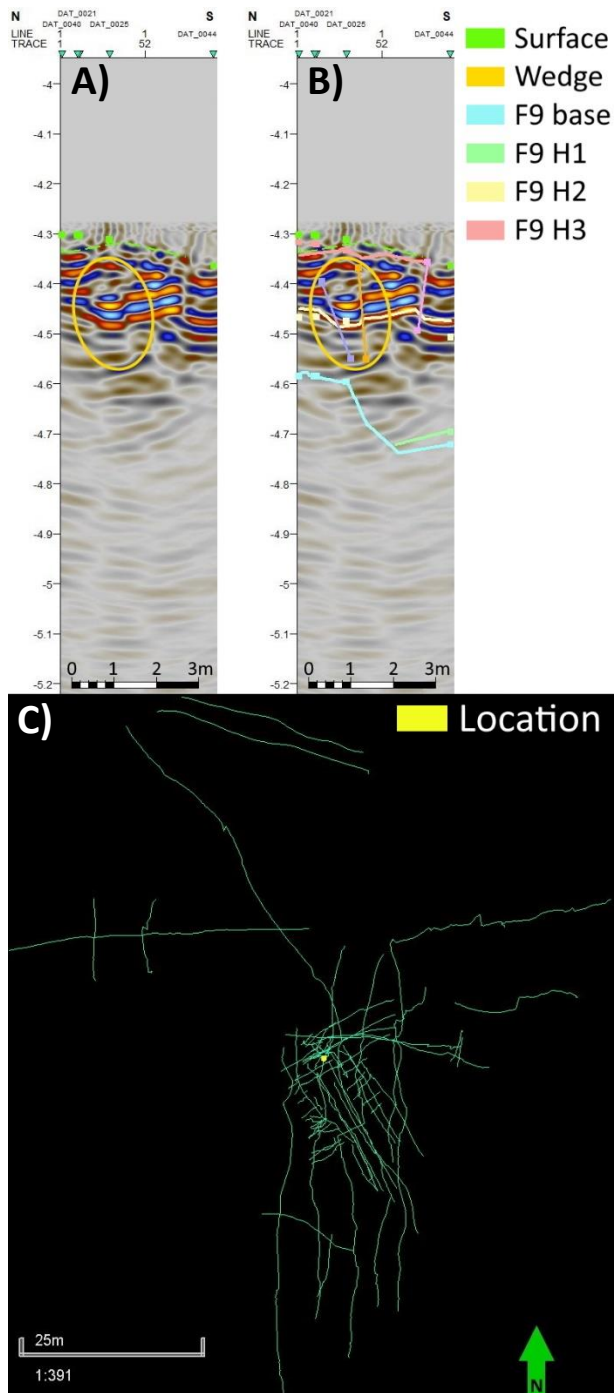 N DAT_0021 S
DAT_0040 DAT_0025
LINE 1 1 DAT_0044
TRACE 1 52
A)
-4
-4.1
-4.2
-4.3
-4.4
-4.5
-4.6
-4.7
-4.8
-4.9
-5
-5.1
-5.2
0 1 2 3m
N DAT_0021 S
DAT_0040 DAT_0025
LINE 1 1 DAT_0044
TRACE 1 52
B)
-4
-4.1
-4.2
-4.3
-4.4
-4.5
-4.6
-4.7
-4.8
-4.9
-5
-5.1
-5.2
0 1 2 3m
Surface
Wedge
F9 base
F9 H1
F9 H2
F9 H3
C)
Location
25m
1:391
N